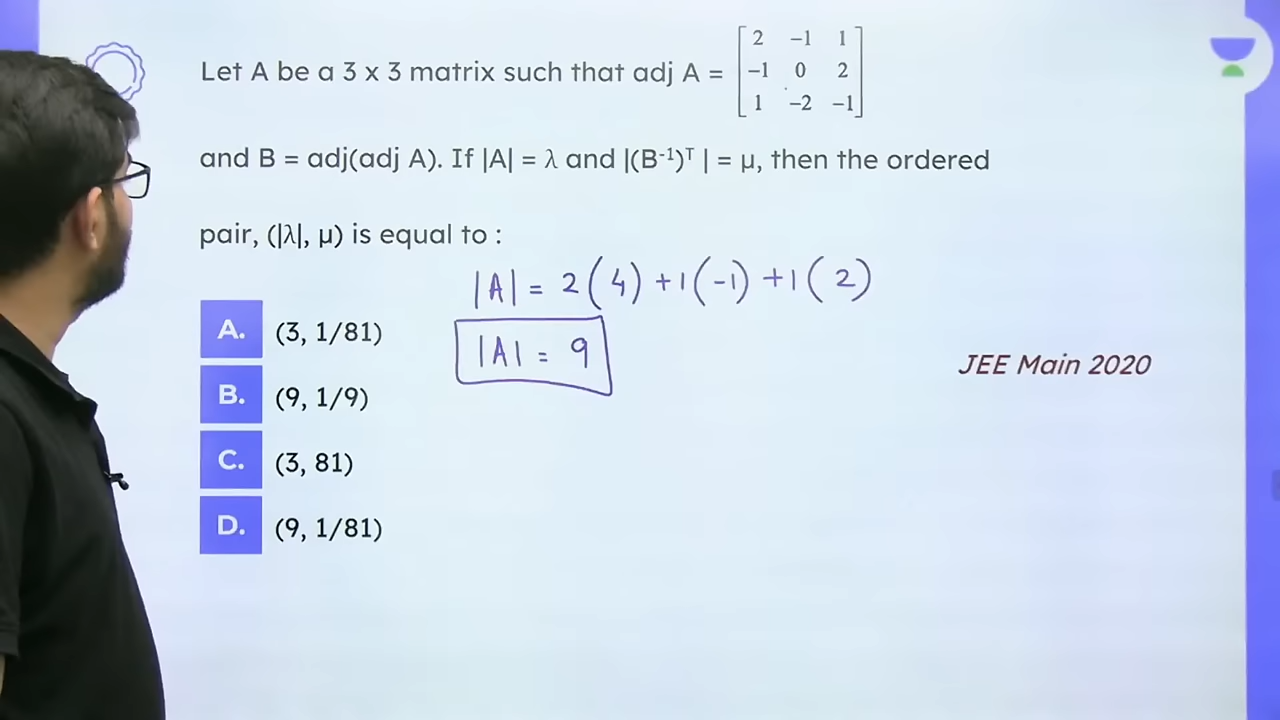 Let A be a 3 x 3 matrix such that adj A = [2 −1 1
−1 0 2
1 −2 −1]
and B = adj(adj A). If |A| = λ and |(B⁻¹)ᵀ| = μ, then the ordered
pair, (|λ|, μ) is equal to :
|A| = 2(4) +1(-1) +1(2)
|A| = 9
A. (3, 1/81)
B. (9, 1/9)
C. (3, 81)
D. (9, 1/81)
JEE Main 2020